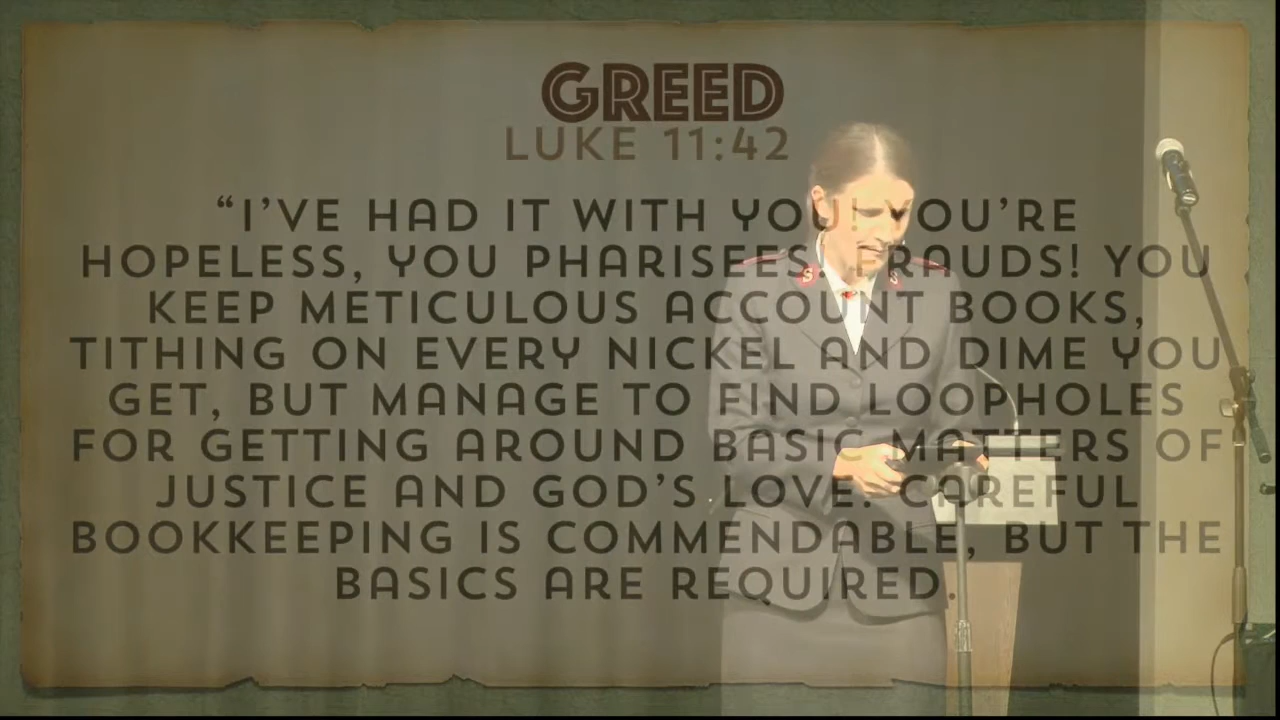 GREED
LUKE 11:42
“I’VE HAD IT WITH YOU! YOU’RE
HOPELESS, YOU PHARISEES! FRAUDS! YOU
KEEP METICULOUS ACCOUNT BOOKS,
TITHING ON EVERY NICKEL AND DIME YOU
GET, BUT MANAGE TO FIND LOOPHOLES
FOR GETTING AROUND BASIC MATTERS OF
JUSTICE AND GOD’S LOVE. CAREFUL
BOOKKEEPING IS COMMENDABLE, BUT THE
BASICS ARE REQUIRED.
S S